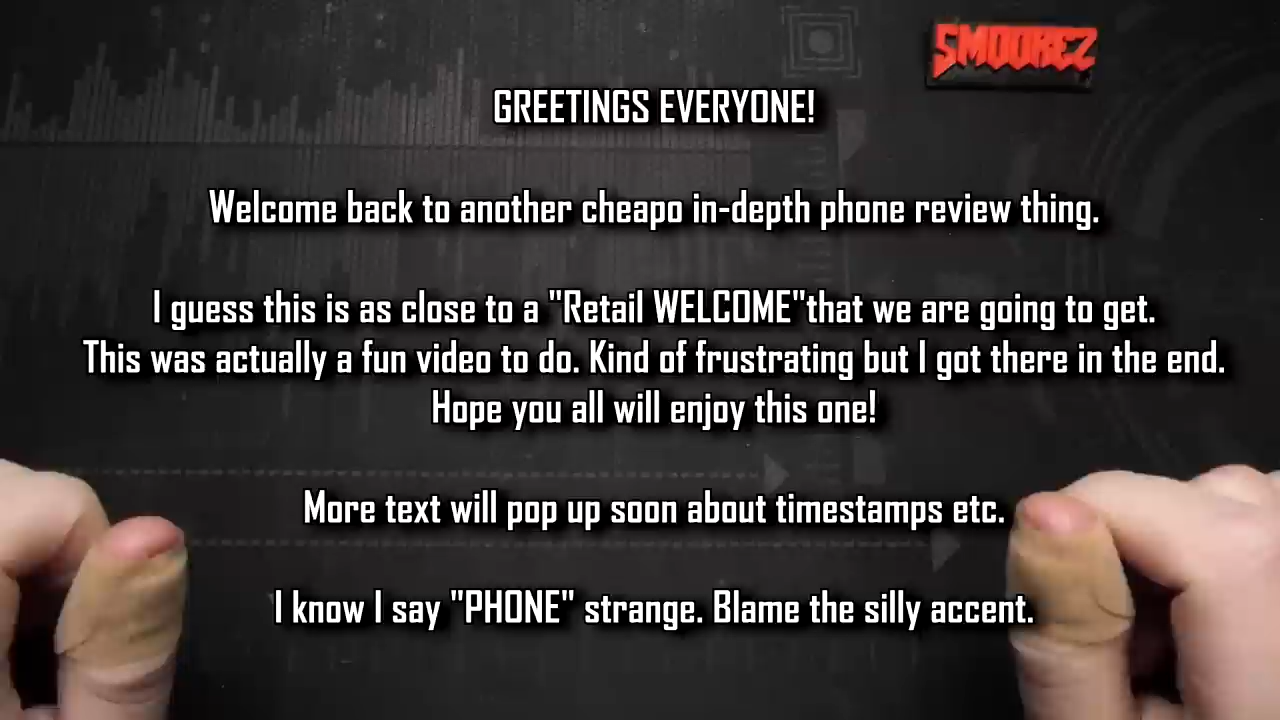 SMOOREZ
GREETINGS EVERYONE!
Welcome back to another cheapo in-depth phone review thing.
I guess this is as close to a "Retail WELCOME"that we are going to get.
This was actually a fun video to do. Kind of frustrating but I got there in the end.
Hope you all will enjoy this one!
More text will pop up soon about timestamps etc.
I know I say "PHONE" strange. Blame the silly accent.